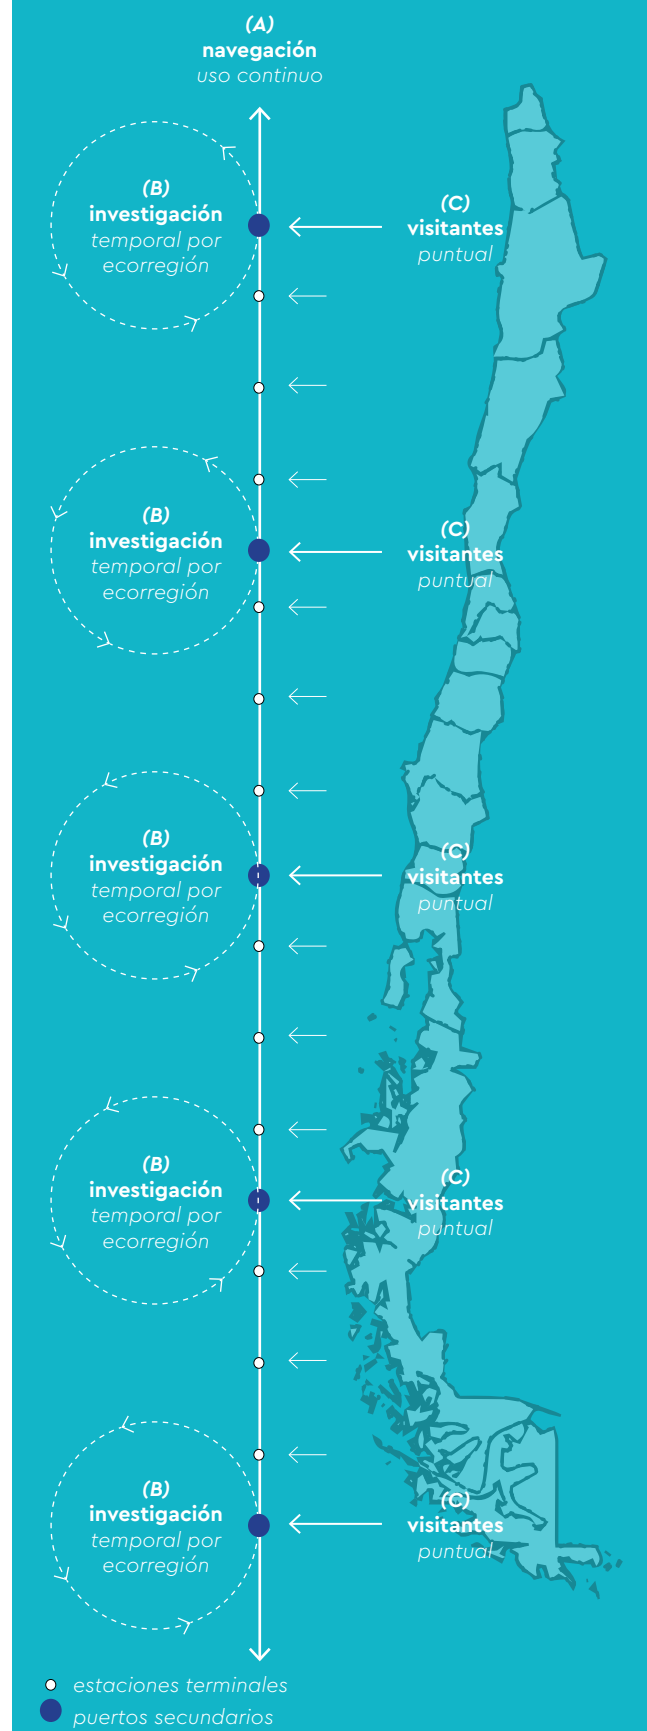 (A)
navegación
uso continuo
(B)
investigación
temporal por
ecorregión
(C)
visitantes
puntual
(B)
investigación
temporal por
ecorregión
(C)
visitantes
puntual
(B)
investigación
temporal por
ecorregión
(C)
visitantes
puntual
(B)
investigación
temporal por
ecorregión
(C)
visitantes
puntual
(B)
investigación
temporal por
ecorregión
(C)
visitantes
puntual
estaciones terminales
puertos secundarios